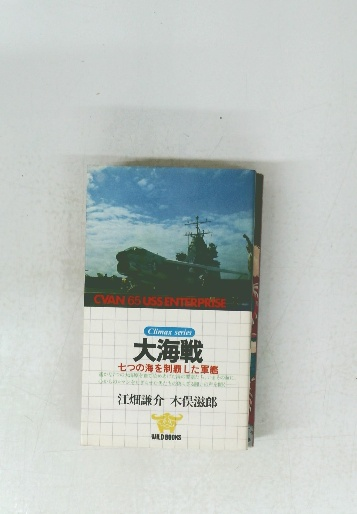 CVAN 65 USS ENTERPRISE
Climax series
大海戦
七つの海を制覇した軍艦
江畑謙介 木俣滋郎
WILD BOOKS